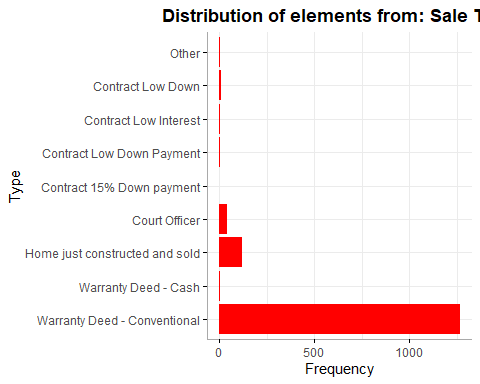 Distribution of elements from: Sale T
Other
Contract Low Down
Contract Low Interest
Contract Low Down Payment
Contract 15% Down payment
Court Officer
Home just constructed and sold
Warranty Deed - Cash
Warranty Deed - Conventional
Type
0 500 1000
Frequency